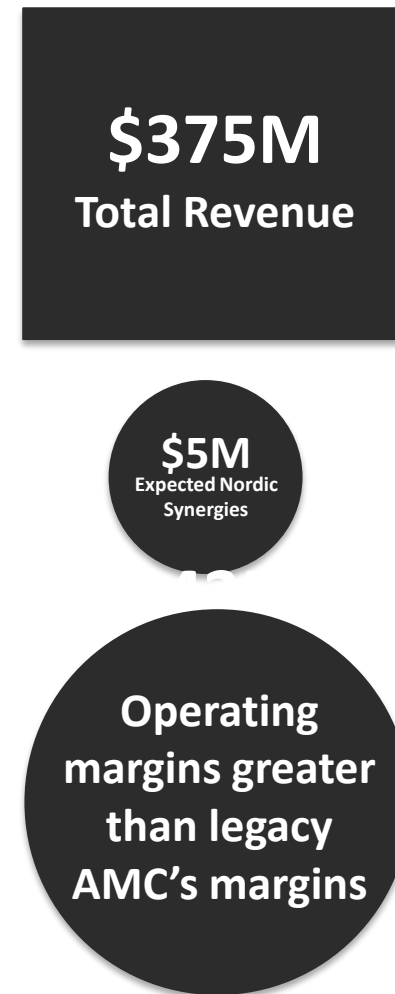 $375M
Total Revenue
$5M
Expected Nordic
Synergies
Operating
margins greater
than legacy
AMC’s margins